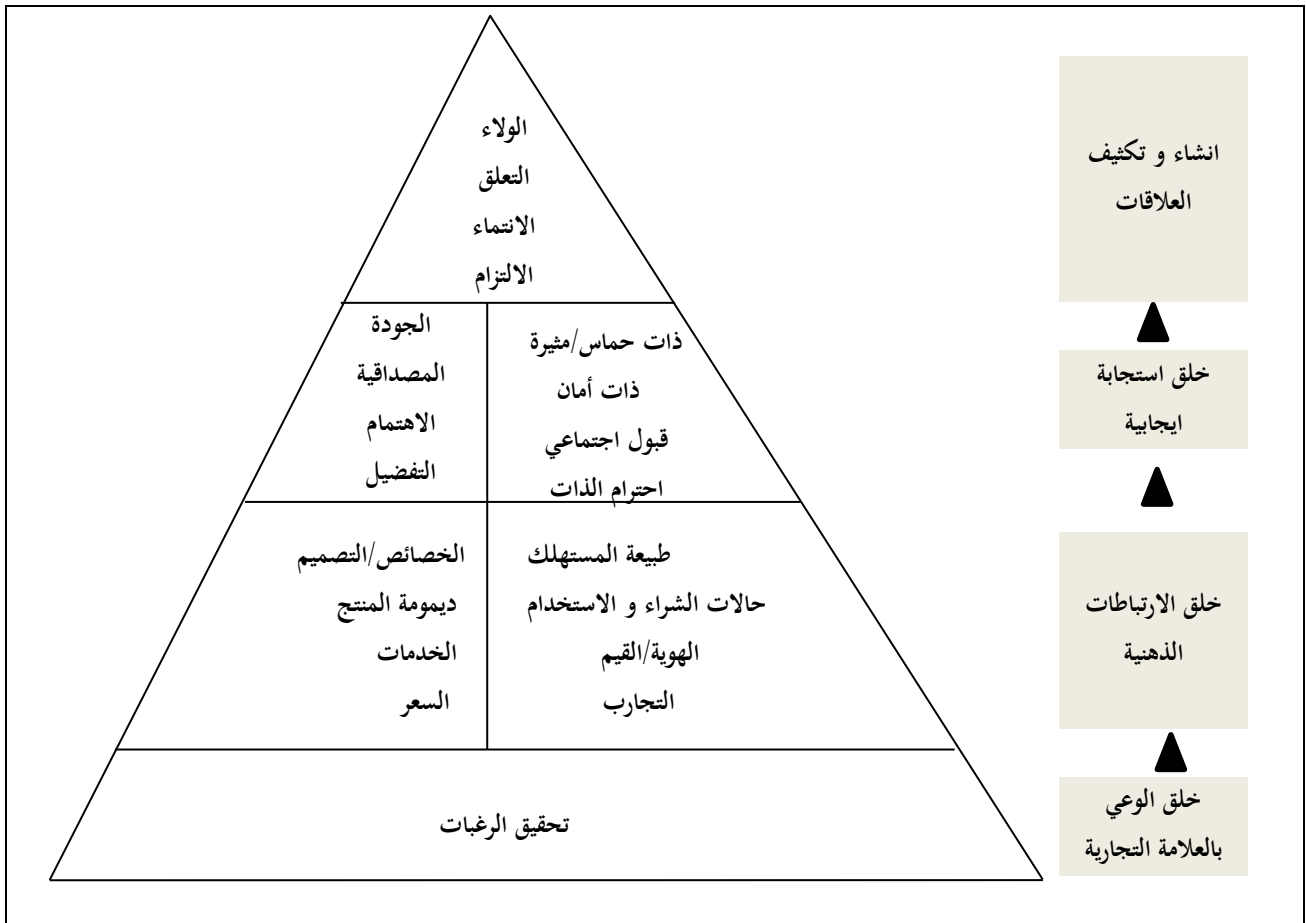 انشاء و تكثيف
العلاقات
الولاء
التعلق
الانتماء
الالتزام
خلق استجابة
ايجابية
ذات حماس/مثيرة
ذات أمان
قبول اجتماعي
احترام الذات
الجودة
المصداقية
الاهتمام
التفضيل
خلق الارتباطات
الذهنية
طبيعة المستهلك
حالات الشراء و الاستخدام
الهوية/القيم
التجارب
الخصائص/التصميم
ديمومة المنتج
الخدمات
السعر
خلق الوعي
بالعلامة التجارية
تحقيق الرغبات